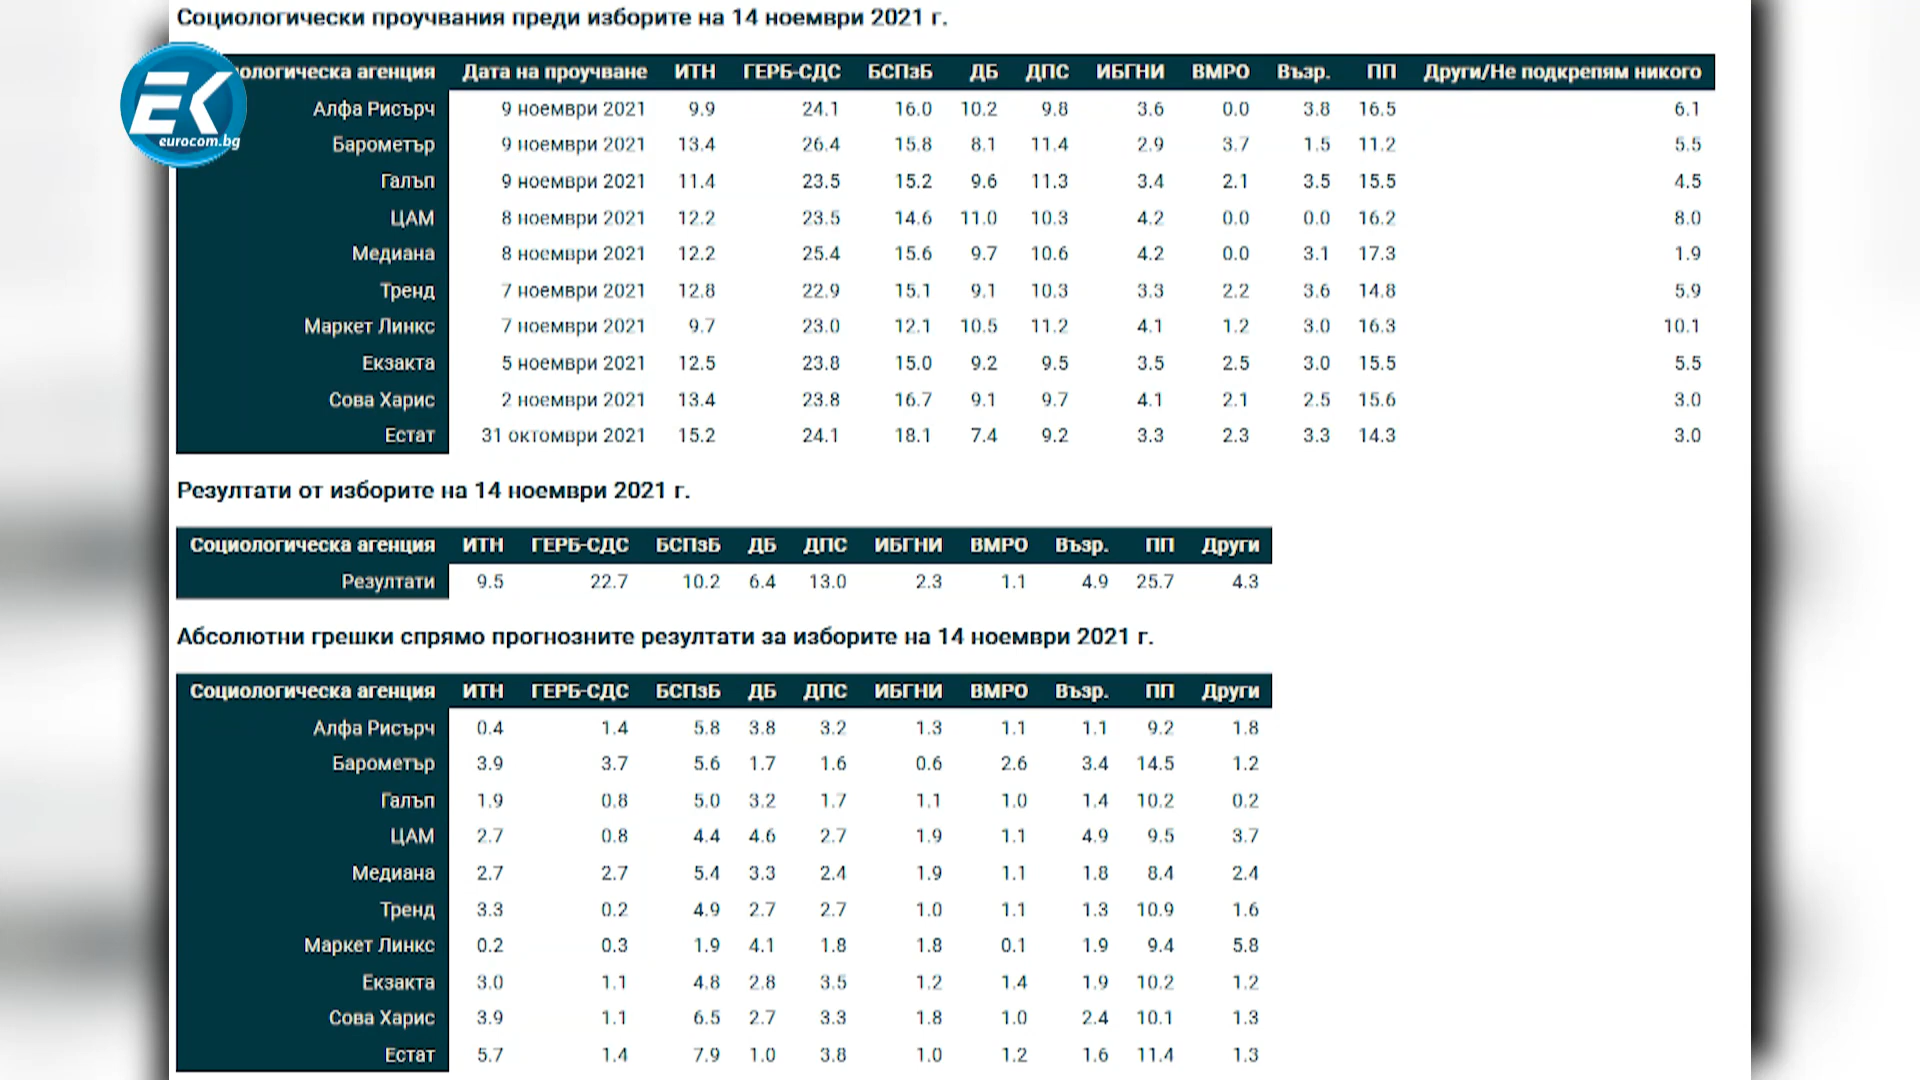 Социологически проучвания преди изборите на 14 ноември 2021 г.
ологическа агенция Дата на проучване ИТН ГЕРБ-СДС БСПзБ ДБ ДПС ИБГНИ ВМРО Възр. ПП Други/Не подкрепям никого
Алфа Рисърч 9 ноември 2021 9.9 24.1 16.0 10.2 9.8 3.6 0.0 3.8 16.5 6.1
EK
eurocom.bg
Барометър 9 ноември 2021 13.4 26.4 15.8 8.1 11.4 2.9 3.7 1.5 11.2 5.5
Галъп 9 ноември 2021 11.4 23.5 15.2 9.6 11.3 3.4 2.1 3.5 15.5 4.5
ЦАМ 8 ноември 2021 12.2 23.5 14.6 11.0 10.3 4.2 0.0 0.0 16.2 8.0
Медиана 8 ноември 2021 12.2 25.4 15.6 9.7 10.6 4.2 0.0 3.1 17.3 1.9
Тренд 7 ноември 2021 12.8 22.9 15.1 9.1 10.3 3.3 2.2 3.6 14.8 5.9
Маркет Линкс 7 ноември 2021 9.7 23.0 12.1 10.5 11.2 4.1 1.2 3.0 16.3 10.1
Екзакта 5 ноември 2021 12.5 23.8 15.0 9.2 9.5 3.5 2.5 3.0 15.5 5.5
Сова Харис 2 ноември 2021 13.4 23.8 16.7 9.1 9.7 4.1 2.1 2.5 15.6 3.0
Естат 31 октомври 2021 15.2 24.1 18.1 7.4 9.2 3.3 2.3 3.3 14.3 3.0
Резултати от изборите на 14 ноември 2021 г.
Социологическа агенция ИТН ГЕРБ-СДС БСПзБ ДБ ДПС ИБГНИ ВМРО Възр. ПП Други
Резултати 9.5 22.7 10.2 6.4 13.0 2.3 1.1 4.9 25.7 4.3
Абсолютни грешки спрямо прогнозните резултати за изборите на 14 ноември 2021 г.
Социологическа агенция ИТН ГЕРБ-СДС БСПзБ ДБ ДПС ИБГНИ ВМРО Възр. ПП Други
Алфа Рисърч 0.4 1.4 5.8 3.8 3.2 1.3 1.1 1.1 9.2 1.8
Барометър 3.9 3.7 5.6 1.7 1.6 0.6 2.6 3.4 14.5 1.2
Галъп 1.9 0.8 5.0 3.2 1.7 1.1 1.0 1.4 10.2 0.2
ЦАМ 2.7 0.8 4.4 4.6 2.7 1.9 1.1 4.9 9.5 3.7
Медиана 2.7 2.7 5.4 3.3 2.4 1.9 1.1 1.8 8.4 2.4
Тренд 3.3 0.2 4.9 2.7 2.7 1.0 1.1 1.3 10.9 1.6
Маркет Линкс 0.2 0.3 1.9 4.1 1.8 1.8 0.1 1.9 9.4 5.8
Екзакта 3.0 1.1 4.8 2.8 3.5 1.2 1.4 1.9 10.2 1.2
Сова Харис 3.9 1.1 6.5 2.7 3.3 1.8 1.0 2.4 10.1 1.3
Естат 5.7 1.4 7.9 1.0 3.8 1.0 1.2 1.6 11.4 1.3